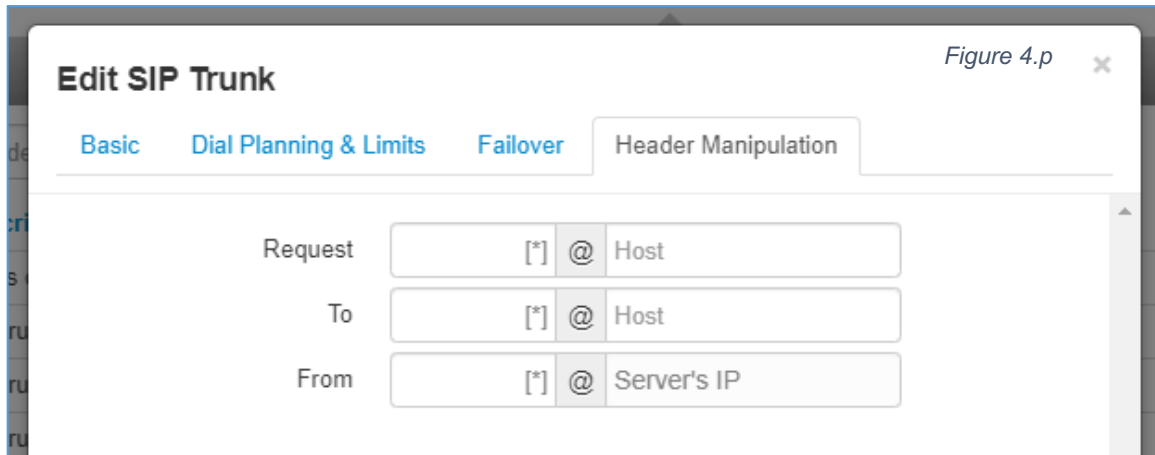 Figure 4.p
Edit SIP Trunk ×
Basic Dial Planning & Limits Failover Header Manipulation
Request [*] @ Host
To [*] @ Host
From [*] @ Server's IP